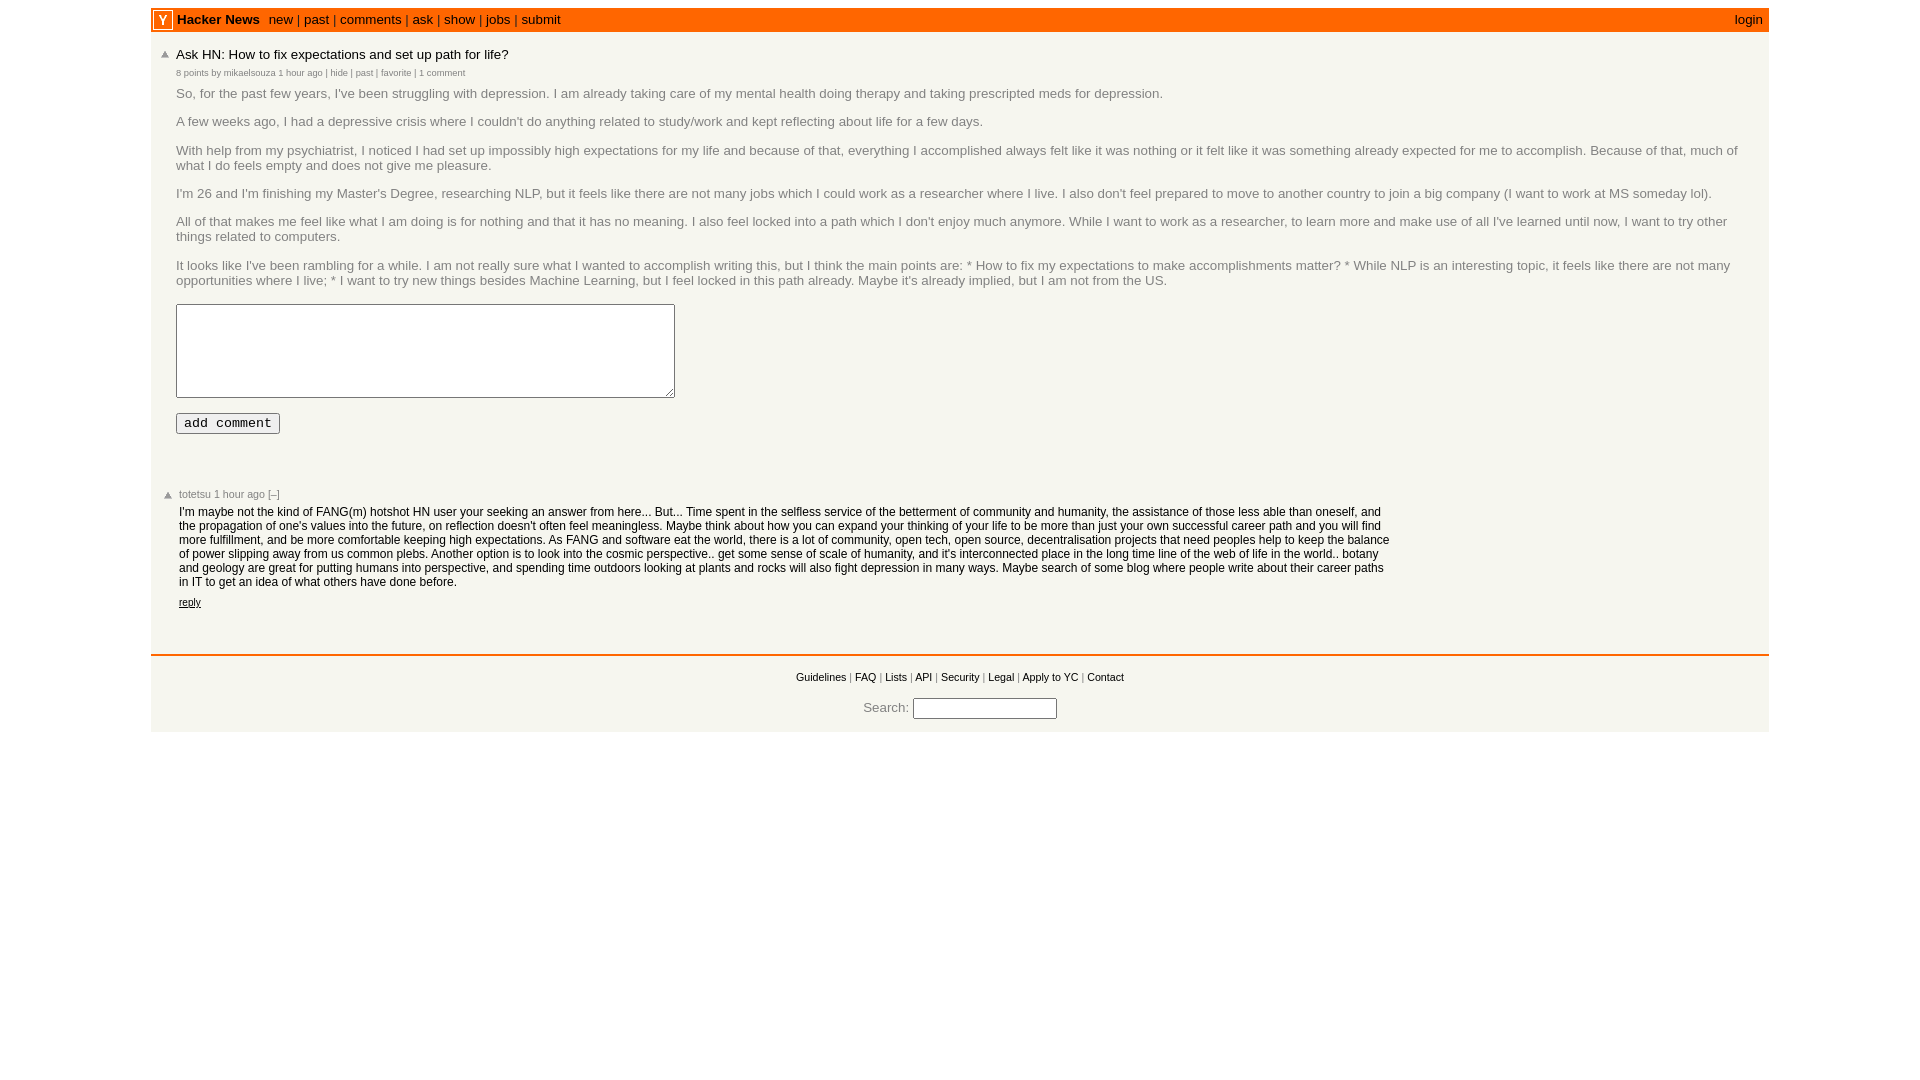 Y Hacker News new | past | comments | ask | show | jobs | submit login
Ask HN: How to fix expectations and set up path for life?
8 points by mikaelsouza 1 hour ago | hide | past | favorite | 1 comment
So, for the past few years, I've been struggling with depression. I am already taking care of my mental health doing therapy and taking prescripted meds for depression.
A few weeks ago, I had a depressive crisis where I couldn't do anything related to study/work and kept reflecting about life for a few days.
With help from my psychiatrist, I noticed I had set up impossibly high expectations for my life and because of that, everything I accomplished always felt like it was nothing or it felt like it was something already expected for me to accomplish. Because of that, much of
what I do feels empty and does not give me pleasure.
I'm 26 and I'm finishing my Master's Degree, researching NLP, but it feels like there are not many jobs which I could work as a researcher where I live. I also don't feel prepared to move to another country to join a big company (I want to work at MS someday lol).
All of that makes me feel like what I am doing is for nothing and that it has no meaning. I also feel locked into a path which I don't enjoy much anymore. While I want to work as a researcher, to learn more and make use of all I've learned until now, I want to try other
things related to computers.
It looks like I've been rambling for a while. I am not really sure what I wanted to accomplish writing this, but I think the main points are: * How to fix my expectations to make accomplishments matter? * While NLP is an interesting topic, it feels like there are not many
opportunities where I live; * I want to try new things besides Machine Learning, but I feel locked in this path already. Maybe it's already implied, but I am not from the US.
add comment
totetsu 1 hour ago [–]
I'm maybe not the kind of FANG(m) hotshot HN user your seeking an answer from here... But... Time spent in the selfless service of the betterment of community and humanity, the assistance of those less able than oneself, and
the propagation of one's values into the future, on reflection doesn't often feel meaningless. Maybe think about how you can expand your thinking of your life to be more than just your own successful career path and you will find
more fulfillment, and be more comfortable keeping high expectations. As FANG and software eat the world, there is a lot of community, open tech, open source, decentralisation projects that need peoples help to keep the balance
of power slipping away from us common plebs. Another option is to look into the cosmic perspective.. get some sense of scale of humanity, and it's interconnected place in the long time line of the web of life in the world.. botany
and geology are great for putting humans into perspective, and spending time outdoors looking at plants and rocks will also fight depression in many ways. Maybe search of some blog where people write about their career paths
in IT to get an idea of what others have done before.
reply
Guidelines | FAQ | Lists | API | Security | Legal | Apply to YC | Contact
Search: